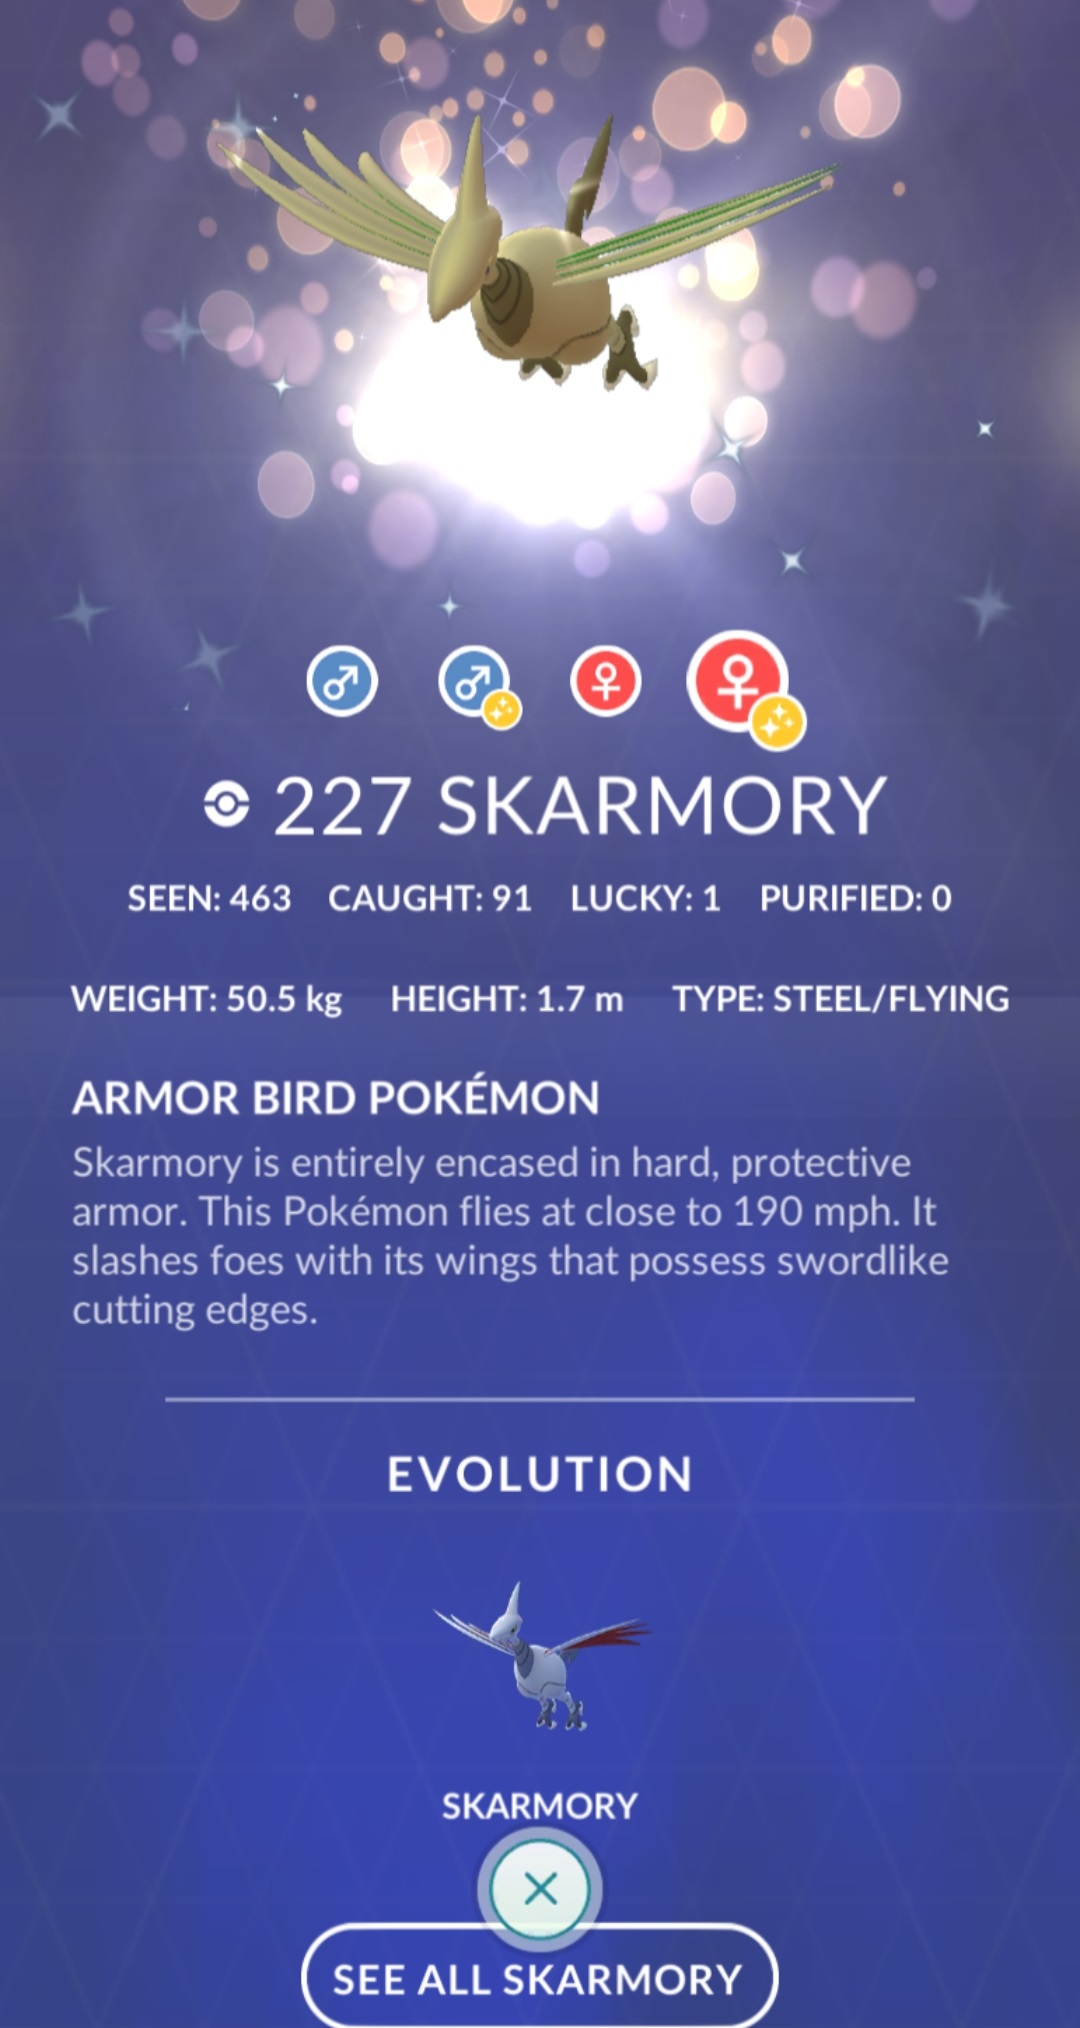 227 SKARMORY
SEEN: 463 CAUGHT: 91 LUCKY: 1 PURIFIED: 0
WEIGHT: 50.5 kg HEIGHT: 1.7 m TYPE: STEEL/FLYING
ARMOR BIRD POKÉMON
Skarmory is entirely encased in hard, protective
armor. This Pokémon flies at close to 190 mph. It
slashes foes with its wings that possess swordlike
cutting edges.
EVOLUTION
SKARMORY
SEE ALL SKARMORY